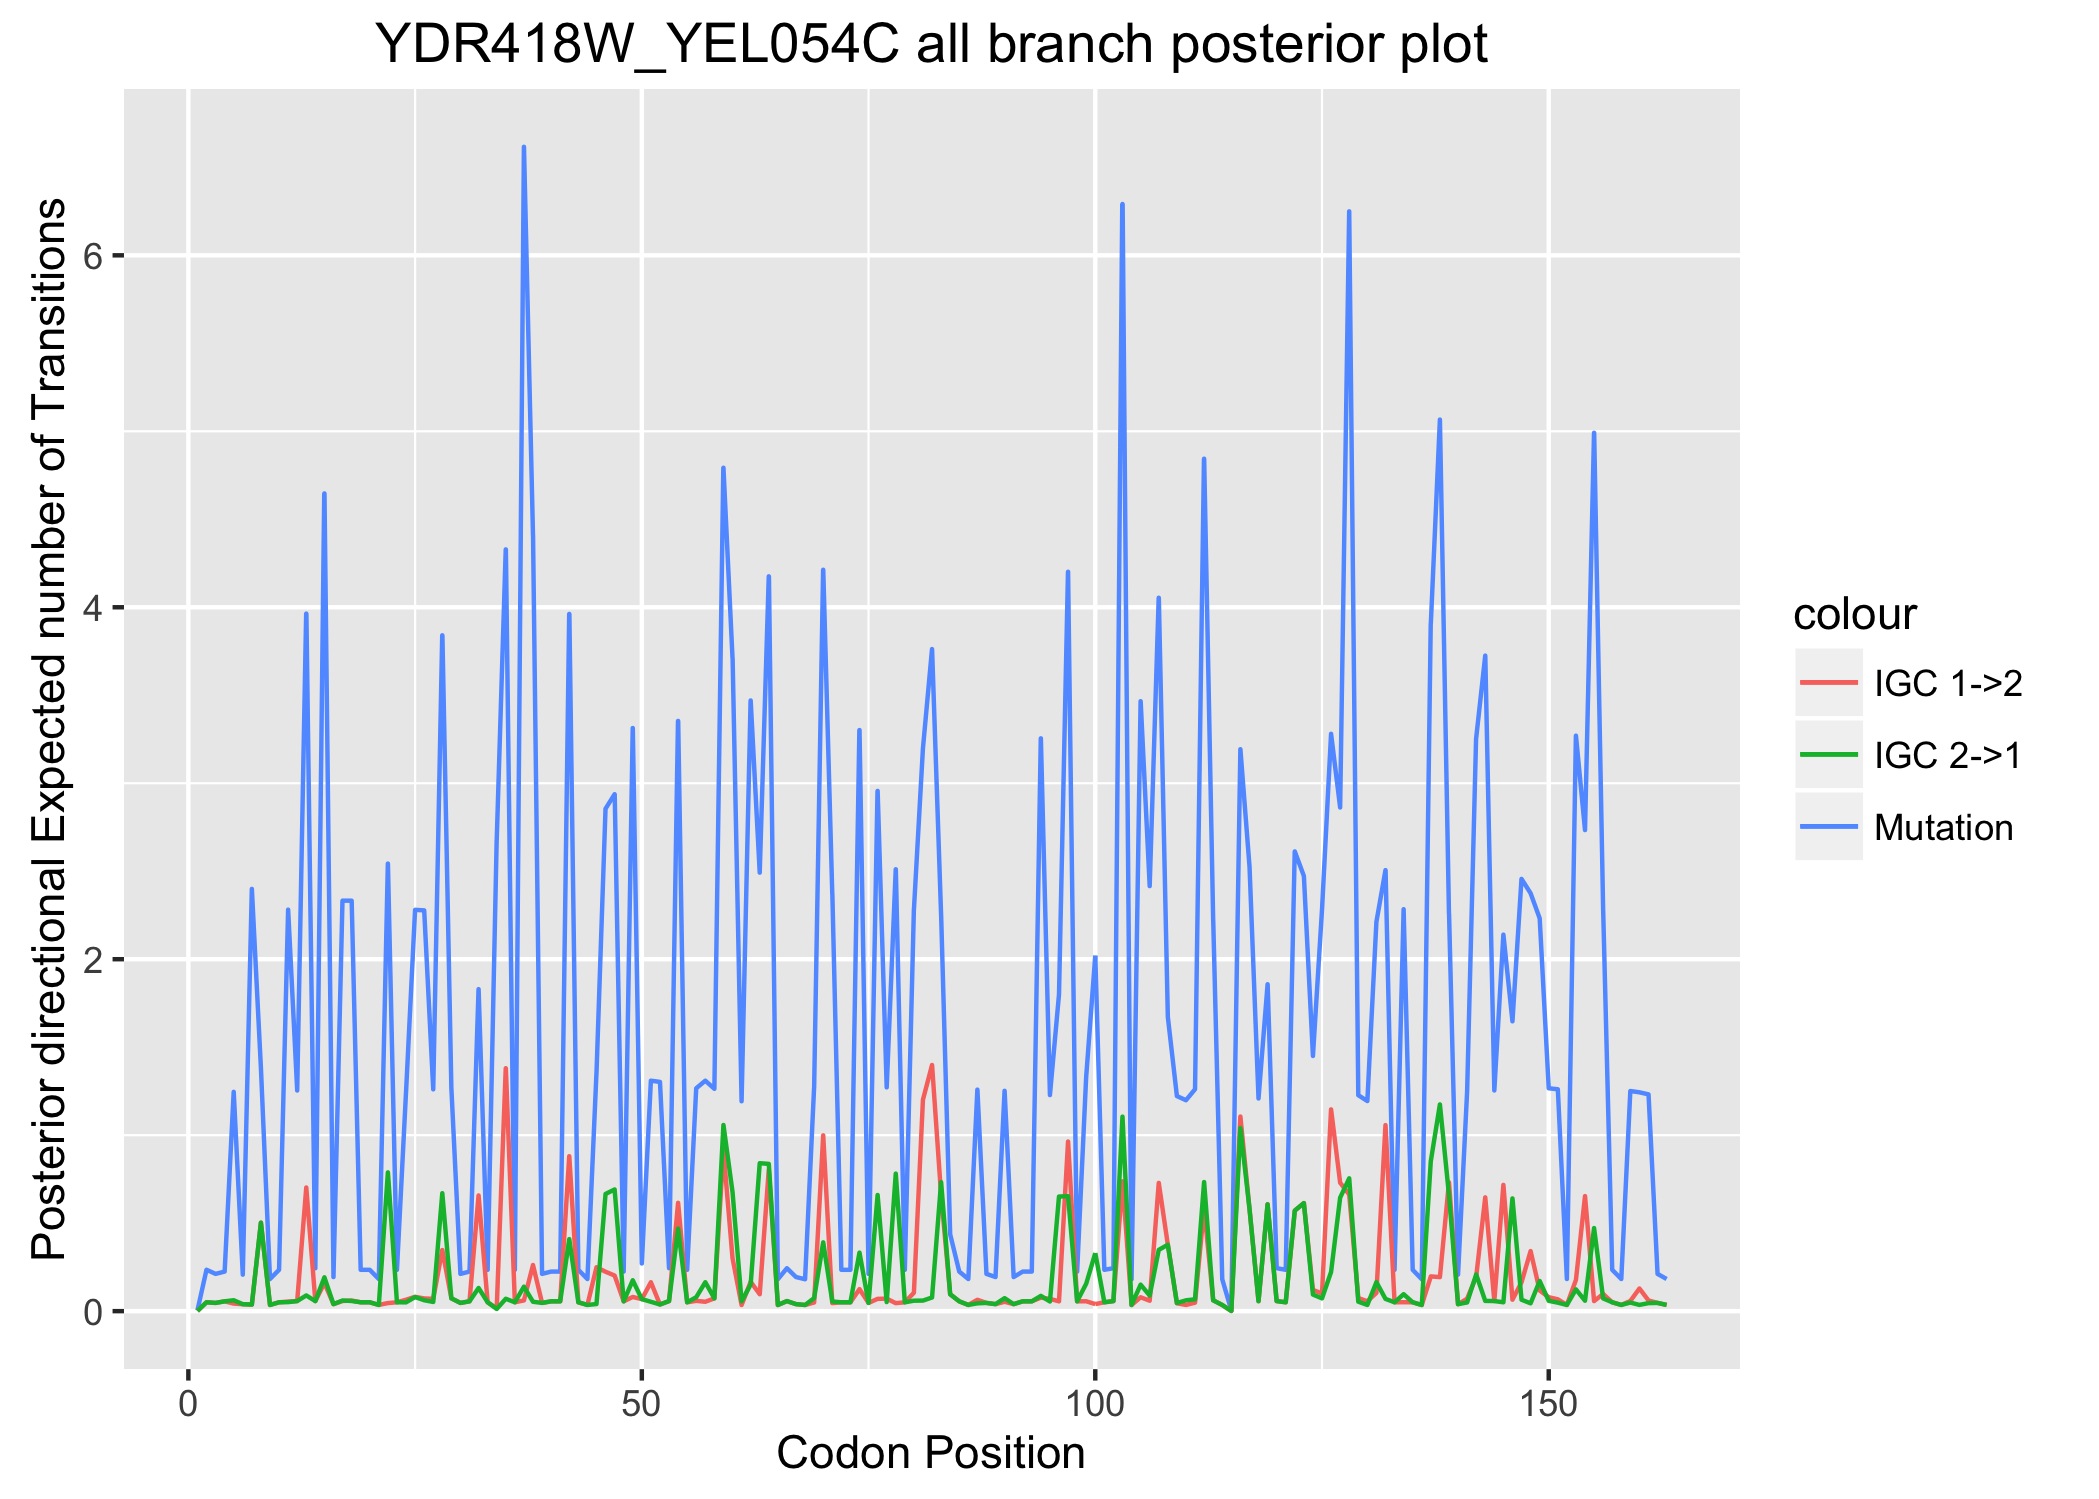 YDR418W_YEL054C all branch posterior plot
Posterior directional Expected number of Transitions
6
4
2
0
0 50 100 150
Codon Position
colour
IGC 1->2
IGC 2->1
Mutation